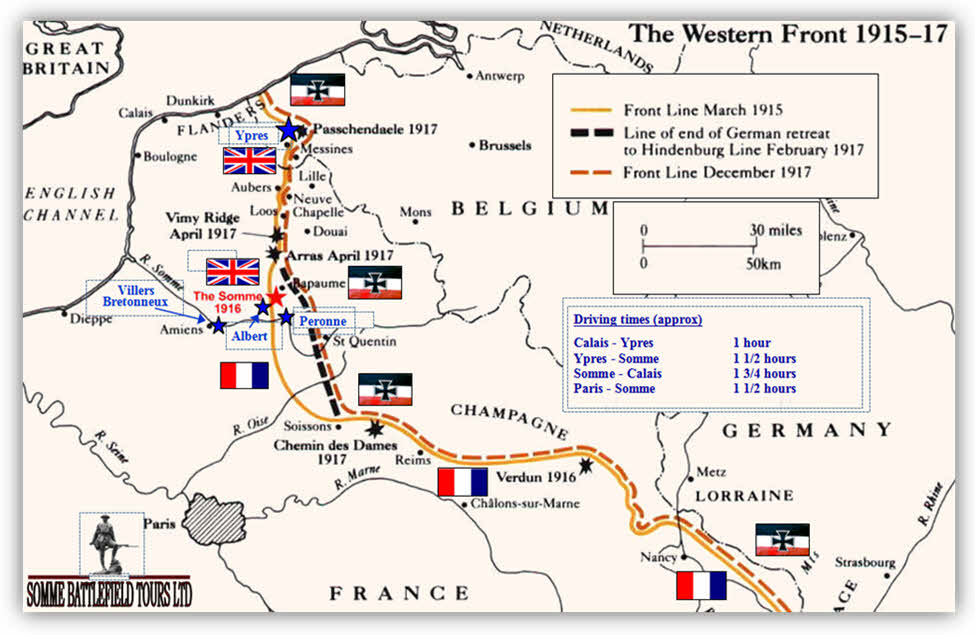 The Western Front 1915–17
GREAT
BRITAIN
NETHERLANDS
Antwerp
Dunkirk
Calais
FLANDERS
Ypres
Passchendaele 1917
Messines
Boulogne
Brussels
Front Line March 1915
Line of end of German retreat
to Hindenburg Line February 1917
Front Line December 1917
ENGLISH
CHANNEL
Lille
Aubers
Neuve
Chapelle
Loos
BELGIUM
Mons
Vimy Ridge
April 1917
Douai
0 30 miles
0 50km
Arras April 1917
R. Somme
Villers
Bretonneux
The Somme
1916
Dieppe
Amiens
Albert
Peronne
St Quentin
Driving times (approx)
Calais - Ypres 1 hour
Ypres - Somme 1 1/2 hours
Somme - Calais 1 3/4 hours
Paris - Somme 1 1/2 hours
R. Oise
Soissons
CHAMPAGNE
GERMANY
Chemin des Dames
1917
Reims
R. Seine
R. Marne
Verdun 1916
Metz
LORRAINE
Châlons-sur-Marne
R. Rhine
Paris
Nancy
Strasbourg
FRANCE
SOMME BATTLEFIELD TOURS LTD